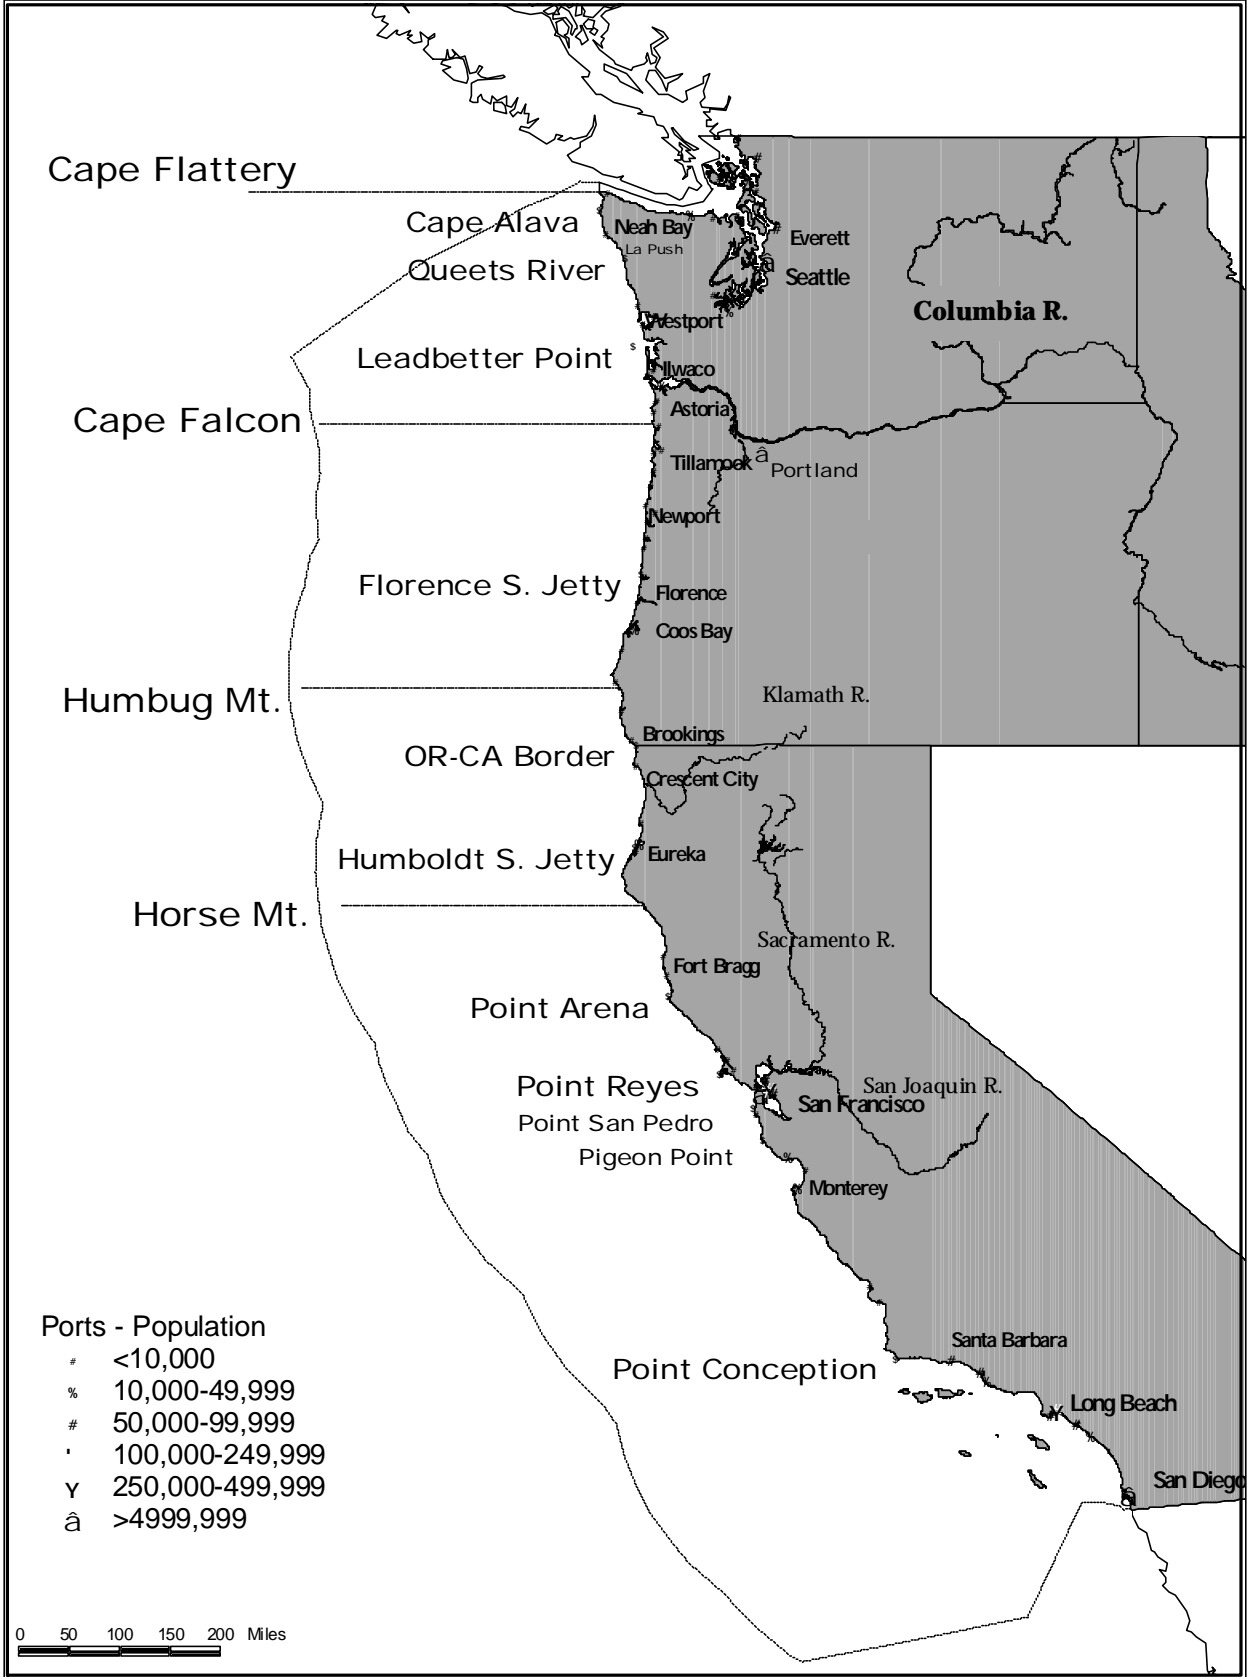 Cape Flattery
Cape Alava
Neah Bay
La Push
Everett
Queets River
â
Seattle
Columbia R.
Westport
Leadbetter Point
Ilwaco
Astoria
Cape Falcon
Tillamook
â
Portland
Newport
Florence S. Jetty
Florence
Coos Bay
Humbug Mt.
Klamath R.
Brookings
OR-CA Border
Crescent City
Humboldt S. Jetty
Eureka
Horse Mt.
Sacramento R.
Fort Bragg
Point Arena
Point Reyes
San Joaquin R.
San Francisco
Point San Pedro
Pigeon Point
Monterey
Santa Barbara
Point Conception
Long Beach
San Diego
Ports - Population
# <10,000
% 10,000-49,999
# 50,000-99,999
' 100,000-249,999
Y 250,000-499,999
â >4999,999
0 50 100 150 200 Miles